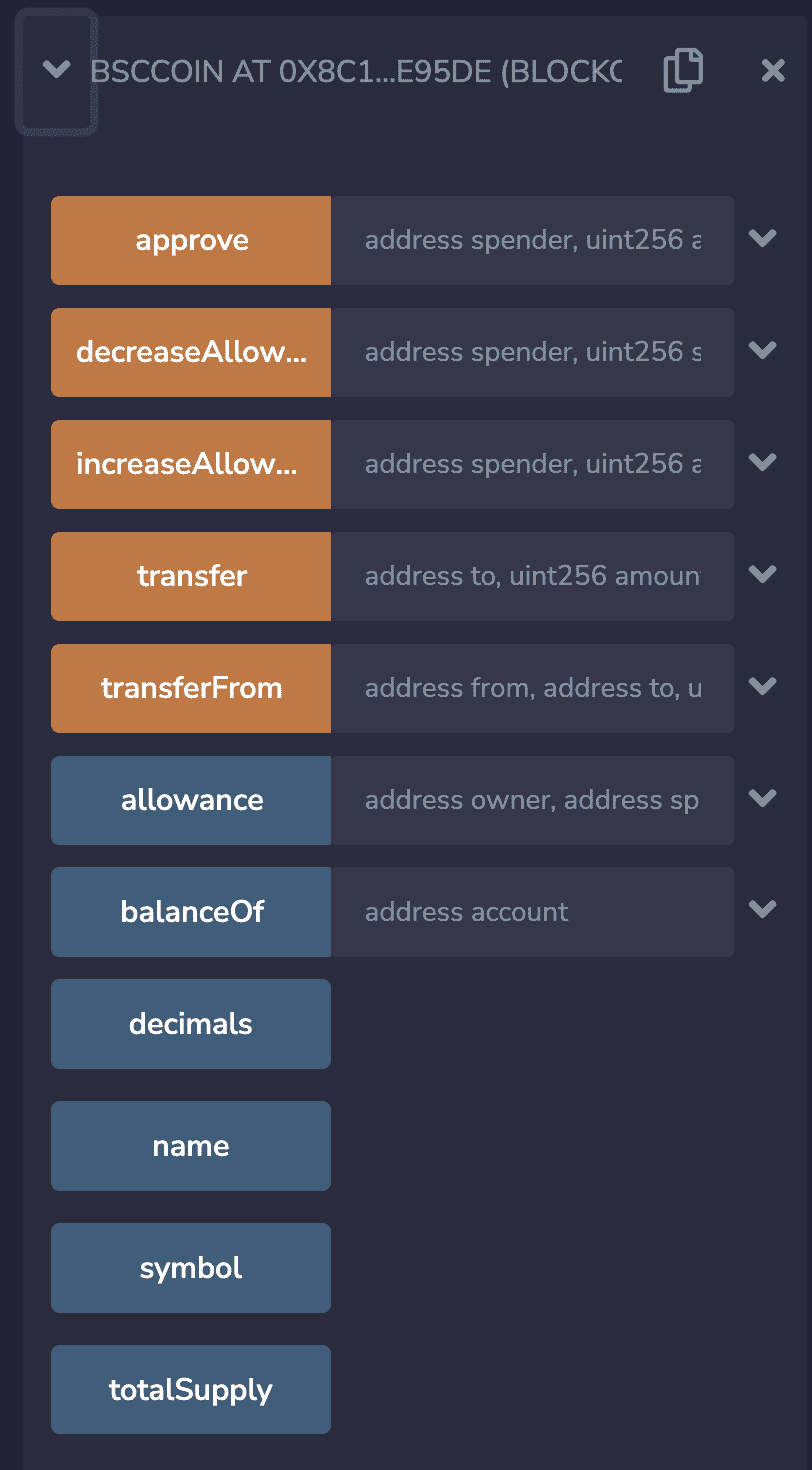 BSCCOIN AT 0X8C1...E95DE (BLOCKC
approve address spender, uint256 a
decreaseAllow... address spender, uint256 s
increaseAllow... address spender, uint256 a
transfer address to, uint256 amoun
transferFrom address from, address to, u
allowance address owner, address sp
balanceOf address account
decimals
name
symbol
totalSupply